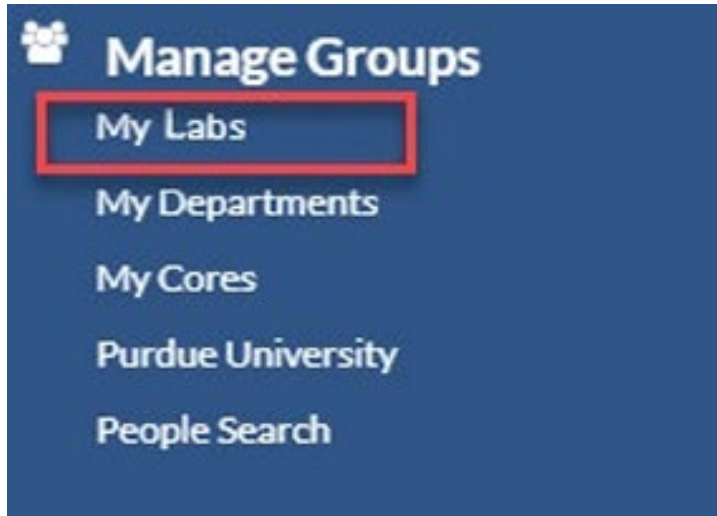 Manage Groups
My Labs
My Departments
My Cores
Purdue University
People Search